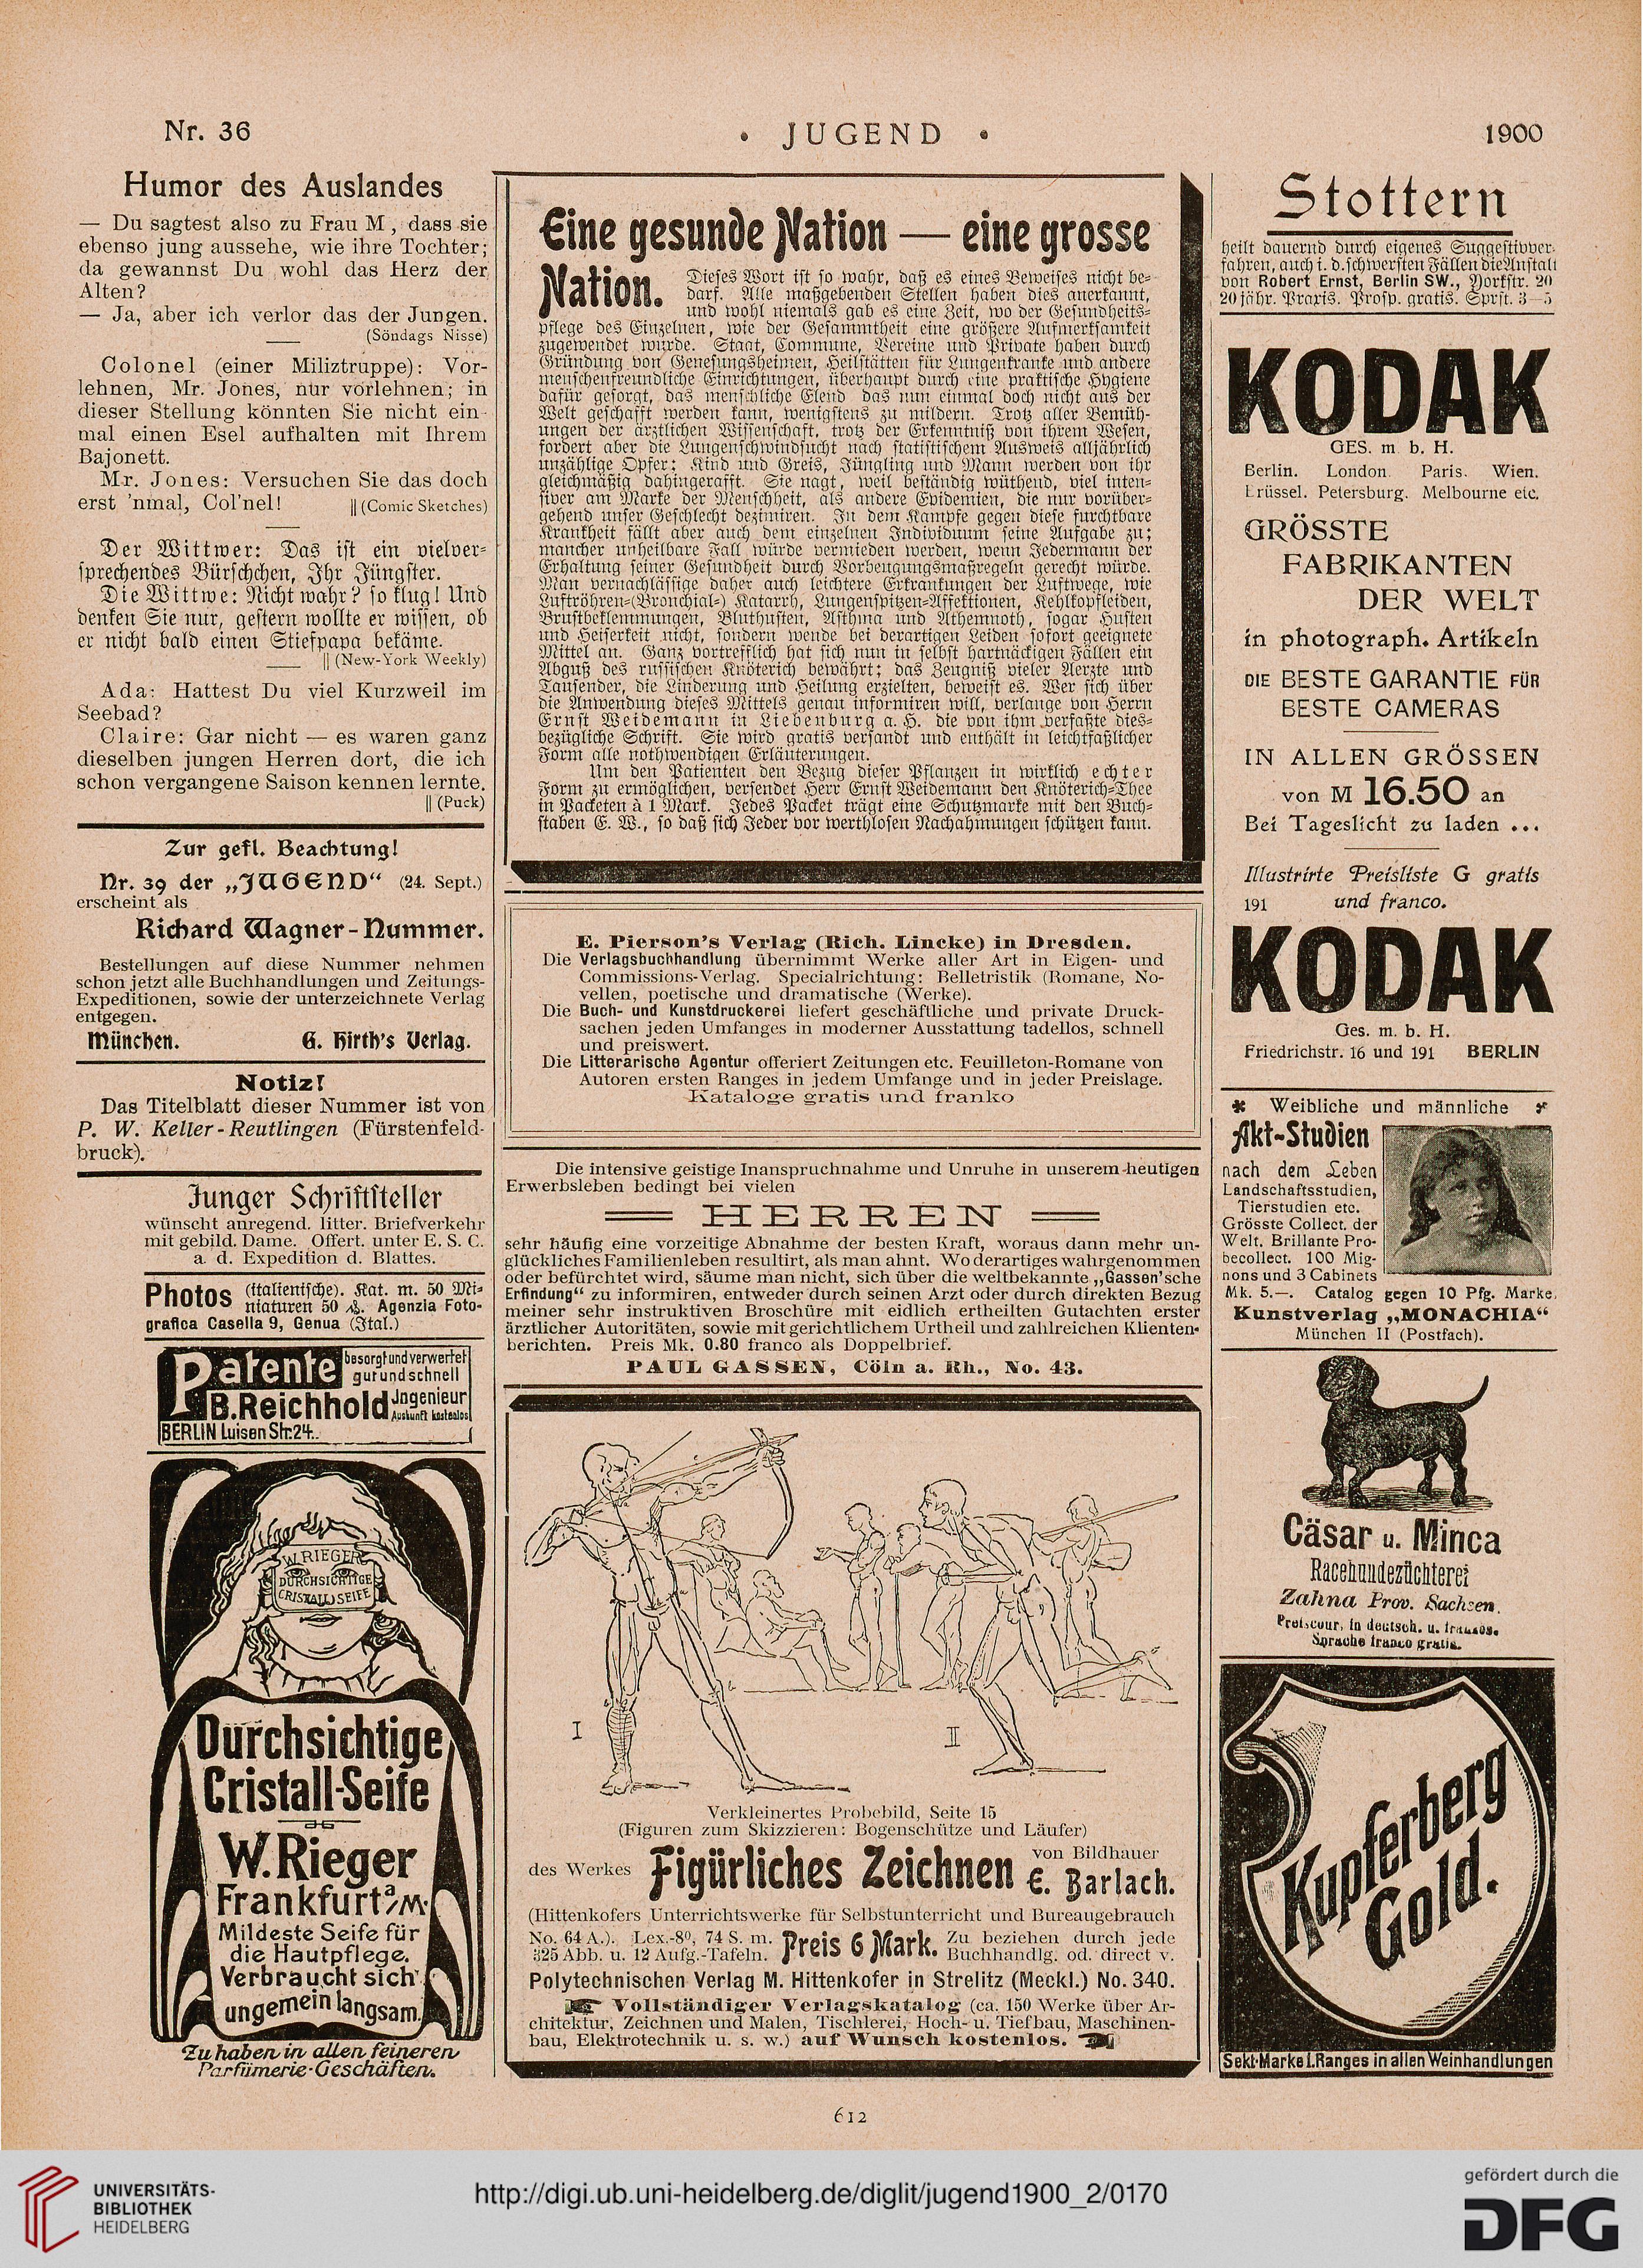 Nr. 36
• JUGEND •
1900
Humor des Auslandes
— Du sagtest also zu Frau M, dass sie
ebenso jung aussehe, wie ihre Tochter;
da gewannst Du wohl das Herz der
Alten?
— Ja, aber ich verlor das der Jungen.
(Söndags Nisse)
Colonel (einer Miliztruppe): Vor-
lehnen, Mr. Jones, nur vorlehnen; in
dieser Stellung könnten Sie nicht ein-
mal einen Esel aufhalten mit Ihrem
Bajonett.
Mr. Jones: Versuchen Sie das doch
erst 'nmal, Col'nel!
|| (Comic Sketches)
Der Wittwer: Das ist ein vielver-
sprechendes Bürschchen, Ihr Jüngster.
Die Wittwe: Nicht wahr? so klug! Und
denken Sie nur, gestern wollte er wissen, ob
er nicht bald einen Stiefpapa bekäme.
|| (New-York Weekly)
Ada: Hattest Du viel Kurzweil im
Seebad?
Claire: Gar nicht — es waren ganz
dieselben jungen Herren dort, die ich
schon vergangene Saison kennen lernte.
|| (Puck)
Zur gefl. Beachtung!
Nr. 39 der „JUGEND“ (24. Sept.)
erscheint als
Richard Wagner-Nummer.
Bestellungen auf diese Nummer nehmen
schon jetzt alle Buchhandlungen und Zeitungs-
Expeditionen, sowie der unterzeichnete Verlag
entgegen.
München. G. Hirth's Verlag.
Notiz!
Das Titelblatt dieser Nummer ist von
P. W. Keller-Reutlingen (Fürstenfeld-
bruck).
Junger Schriftsteller
wünscht anregend. litter. Briefverkehr
mit gebild. Dame. Offert. unter E. S. C.
a. d. Expedition d. Blattes.
Photos (italienische). Kat. m. 50 Mi-
niaturen 50 ₰. Agenzia Foto-
grafica Casella 9, Genua (Ital.)
Patente besorgt und verwertet
gut und schnell
B. Reichhold Ingenieur
Auskunft kostenlos
BERLIN Luisen Str. 24.
W. RIEGER
DURCHSICHTIGE
CRISTALL SEIFE
Durchsichtige
Cristall-Seife
W. Rieger
Frankfurt a/M.
Mildeste Seife für
die Hautpflege.
Verbraucht sich
ungemein langsam.
Zu haben in allen feineren
Parfümerie-Geschäften.
Eine gesunde Nation — eine grosse
Nation. Dieses Wort ist so wahr, daß es eines Beweises nicht be-
darf. Alle maßgebenden Stellen haben dies anerkannt,
und wohl niemals gab es eine Zeit, wo der Gesundheits-
pflege des Einzelnen, wie der Gesammtheit eine größere Aufmerksamkeit
zugewendet wurde. Staat, Commune, Vereine und Private haben durch
Gründung von Genesungsheimen, Heilstätten für Lungenkranke und andere
menschenfreundliche Einrichtungen, überhaupt durch eine praktische Hygiene
dafür gesorgt, das menschliche Elend das nun einmal doch nicht aus der
Welt geschafft werden kann, wenigstens zu mildern. Trotz aller Bemüh-
ungen der ärztlichen Wissenschaft, trotz der Erkenntniß von ihrem Wesen,
fordert aber die Lungenschwindsucht nach statistischem Ausweis alljährlich
unzählige Opfer; Kind und Greis, Jüngling und Mann werden von ihr
gleichmäßig dahingerafft. Sie nagt, weil beständig wüthend, viel inten-
siver am Marke der Menschheit, als andere Epidemien, die nur vorüber-
gehend unser Geschlecht dezimiren. In dem Kampfe gegen diese furchtbare
Krankheit fällt aber auch dem einzelnen Individuum seine Aufgabe zu;
mancher unheilbare Fall würde vermieden werden, wenn Jedermann der
Erhaltung seiner Gesundheit durch Vorbeugungsmaßregeln gerecht würde.
Man vernachlässige daher auch leichtere Erkrankungen der Luftwege, wie
Luftröhren-(Bronchial-) Katarrh, Lungenspitzen-Affektionen, Kehlkopfleiden,
Brustbeklemmungen, Bluthusten, Asthma und Athemnoth, sogar Husten
und Heiserkeit nicht, sondern wende bei derartigen Leiden sofort geeignete
Mittel an. Ganz vortrefflich hat sich nun in selbst hartnäckigen Fällen ein
Abguß des russischen Knöterich bewährt; das Zeugniß vieler Aerzte und
Tausender, die Linderung und Heilung erzielten, beweist es. Wer sich über
die Anwendung dieses Mittels genau informiren will, verlange von Herrn
Ernst Weidemann in Liebenburg a. H. die von ihm verfaßte dies-
bezügliche Schrift. Sie wird gratis versandt und enthält in leichtfaßlicher
Form alle nothwendigen Erläuterungen.
Um den Patienten den Bezug dieser Pflanzen in wirklich echter
Form zu ermöglichen, versendet Herr Ernst Weidemann den Knöterich-Thee
in Packeten à 1 Mark. Jedes Packet trägt eine Schutzmarke mit den Buch-
staben E. W., so daß sich Jeder vor werthlosen Nachahmungen schützen kann.
E. Pierson's Verlag (Rich. Lincke) in Dresden.
Die Verlagsbuchhandlung übernimmt Werke aller Art in Eigen- und
Commissions-Verlag. Specialrichtung: Belletristik (Romane, No-
vellen, poetische und dramatische (Werke).
Die Buch- und Kunstdruckerei liefert geschäftliche und private Druck-
sachen jeden Umfanges in moderner Ausstattung tadellos, schnell
und preiswert.
Die Litterarische Agentur offeriert Zeitungen etc. Feuilleton-Romane von
Autoren ersten Ranges in jedem Umfange und in jeder Preislage.
Kataloge gratis und franko
Die intensive geistige Inanspruchnahme und Unruhe in unserem heutigen
Erwerbsleben bedingt bei vielen
HERREN
sehr häufig eine vorzeitige Abnahme der besten Kraft, woraus dann mehr un-
glückliches Familienleben resultirt, als man ahnt. Wo derartiges wahrgenommen
oder befürchtet wird, säume man nicht, sich über die weltbekannte „Gassen'sche
Erfindung“ zu informiren, entweder durch seinen Arzt oder durch direkten Bezug
meiner sehr instruktiven Broschüre mit eidlich ertheilten Gutachten erster
ärztlicher Autoritäten, sowie mit gerichtlichem Urtheil und zahlreichen Klienten-
berichten. Preis Mk. 0.80 franco als Doppelbrief.
PAUL GASSEN, Cöln a. Rh., No. 43.
I
II
Verkleinertes Probebild, Seite 15
(Figuren zum Skizzieren: Bogenschütze und Läufer)
des Werkes Figürliches Zeichnen von Bildhauer
E. Barlach.
(Hittenkofers Unterrichtswerke für Selbstunterricht und Bureaugebrauch
No. 64 A.). Lex.-8º, 74 S. m.
325 Abb. u. 12 Aufg.-Tafeln. Preis 6 Mark. Zu beziehen durch jede
Buchhandlg. od. direct v.
Polytechnischen Verlag M. Hittenkofer in Strelitz (Meckl.) No. 340.
Vollständiger Verlagskatalog (ca. 150 Werke über Ar-
chitektur, Zeichnen und Malen, Tischlerei, Hoch- u. Tiefbau, Maschinen-
bau, Elektrotechnik u. s. w.) auf Wunsch kostenlos.
Stottern
heilt dauernd durch eigenes Suggestivver-
fahren, auch i. d. schwersten Fällen die Anstalt
von Robert Ernst, Berlin SW., Yorkstr. 20
20jähr. Praxis. Prosp. gratis. Sprst. 3—5
KODAK
GES. m. b. H.
Berlin. London. Paris. Wien.
Brüssel. Petersburg. Melbourne etc.
GRÖSSTE
FABRIKANTEN
DER WELT
in photograph. Artikeln
DIE BESTE GARANTIE FÜR
BESTE CAMERAS
IN ALLEN GRÖSSEN
von M 16.50 an
Bei Tageslicht zu laden ...
Illustrirte Preisliste G gratis
191 und franco.
KODAK
Ges. m. b. H.
Friedrichstr. 16 und 191 BERLIN
Weibliche und männliche
Akt-Studien
nach dem Leben
Landschaftsstudien,
Tierstudien etc.
Grösste Collect. der
Welt. Brillante Pro-
becollect. 100 Mig-
nons und 3 Cabinets
Mk. 5.—. Catalog gegen 10 Pfg. Marke.
Kunstverlag „MONACHIA“
München II (Postfach).
Cäsar u. Minca
Racehundezüchterei
Zahna Prov. Sachsen.
Preiscour. in deutsch. u. französ.
Sprache franco gratis.
Kupferberg
Gold.
Sekt-Marke I. Ranges in allen Weinhandlungen
612
UNIVERSITÄTS-
BIBLIOTHEK
HEIDELBERG
http://digi.ub.uni-heidelberg.de/diglit/jugend1900_2/0170
gefördert durch die
DFG